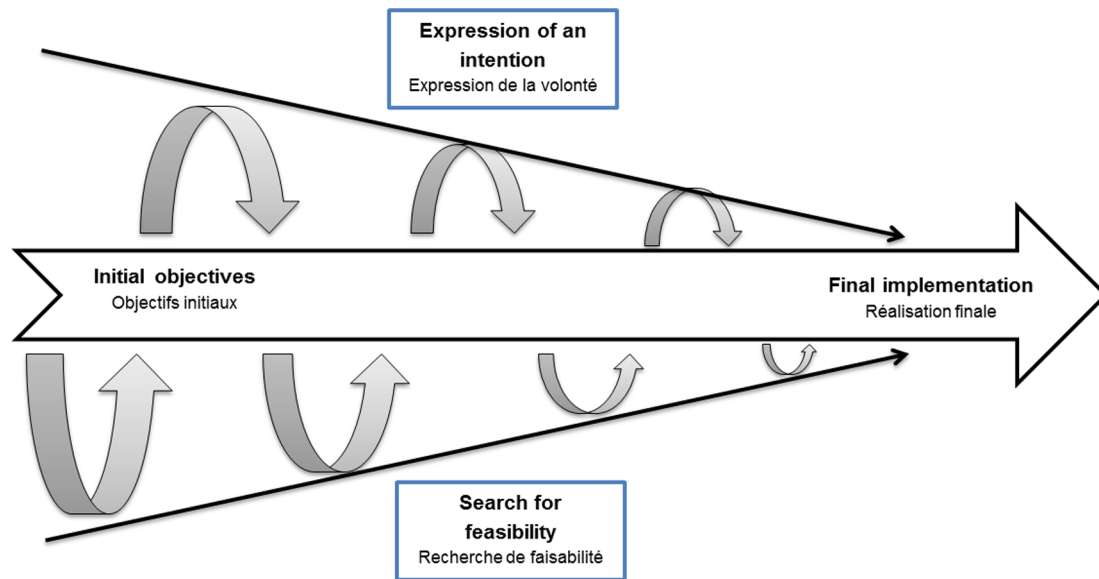 Expression of an
intention
Expression de la volonté
Initial objectives
Objectifs initiaux
Final implementation
Réalisation finale
Search for
feasibility
Recherche de faisabilité